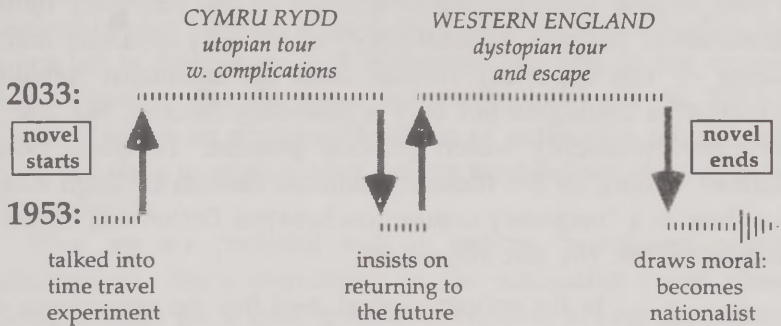 CYMRU RYDD
utopian tour
w. complications
WESTERN ENGLAND
dystopian tour
and escape
2033:
novel
starts
novel
ends
1953:
talked into
time travel
experiment
insists on
returning to
the future
draws moral:
becomes
nationalist